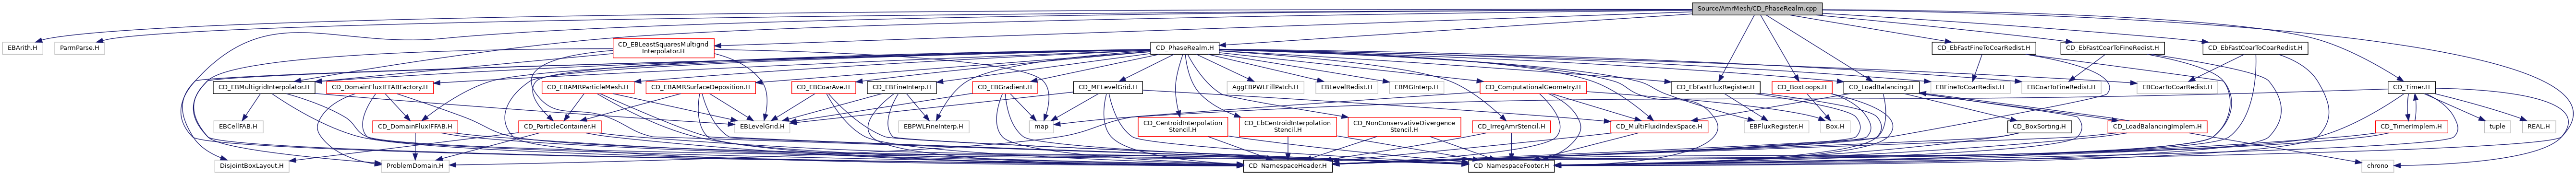 Source/AmrMesh/CD_PhaseRealm.cpp
EBArith.H
ParmParse.H
CD_EBLeastSquaresMultigrid
Interpolator.H
CD_PhaseRealm.H
CD_EbFastFineToCoarRedist.H
CD_EbFastCoarToFineRedist.H
CD_EbFastCoarToCoarRedist.H
CD_EBMultigridInterpolator.H
CD_DomainFluxIFFABFactory.H
CD_EBAMRParticleMesh.H
CD_EBAMRSurfaceDeposition.H
CD_EBCoarAve.H
CD_EBFineInterp.H
CD_EBGradient.H
CD_MFLevelGrid.H
AggEBPWLFillPatch.H
EBLevelRedist.H
EBMGInterp.H
CD_ComputationalGeometry.H
CD_EbFastFluxRegister.H
CD_BoxLoops.H
CD_LoadBalancing.H
EBFineToCoarRedist.H
EBCoarToFineRedist.H
EBCoarToCoarRedist.H
CD_Timer.H
EBCellFAB.H
CD_DomainFluxIFFAB.H
CD_ParticleContainer.H
EBLevelGrid.H
EBPWLFineInterp.H
map
CD_CentroidInterpolation
Stencil.H
CD_EbCentroidInterpolation
Stencil.H
CD_NonConservativeDivergence
Stencil.H
CD_IrregAmrStencil.H
CD_MultiFluidIndexSpace.H
EBFluxRegister.H
Box.H
CD_BoxSorting.H
CD_LoadBalancingImplem.H
CD_TimerImplem.H
tuple
REAL.H
DisjointBoxLayout.H
ProblemDomain.H
CD_NamespaceHeader.H
CD_NamespaceFooter.H
chrono